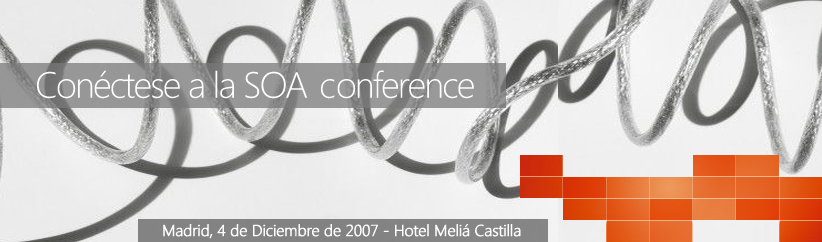 Conéctese a la SOA conference
Madrid, 4 de Diciembre de 2007 - Hotel Meliá Castilla